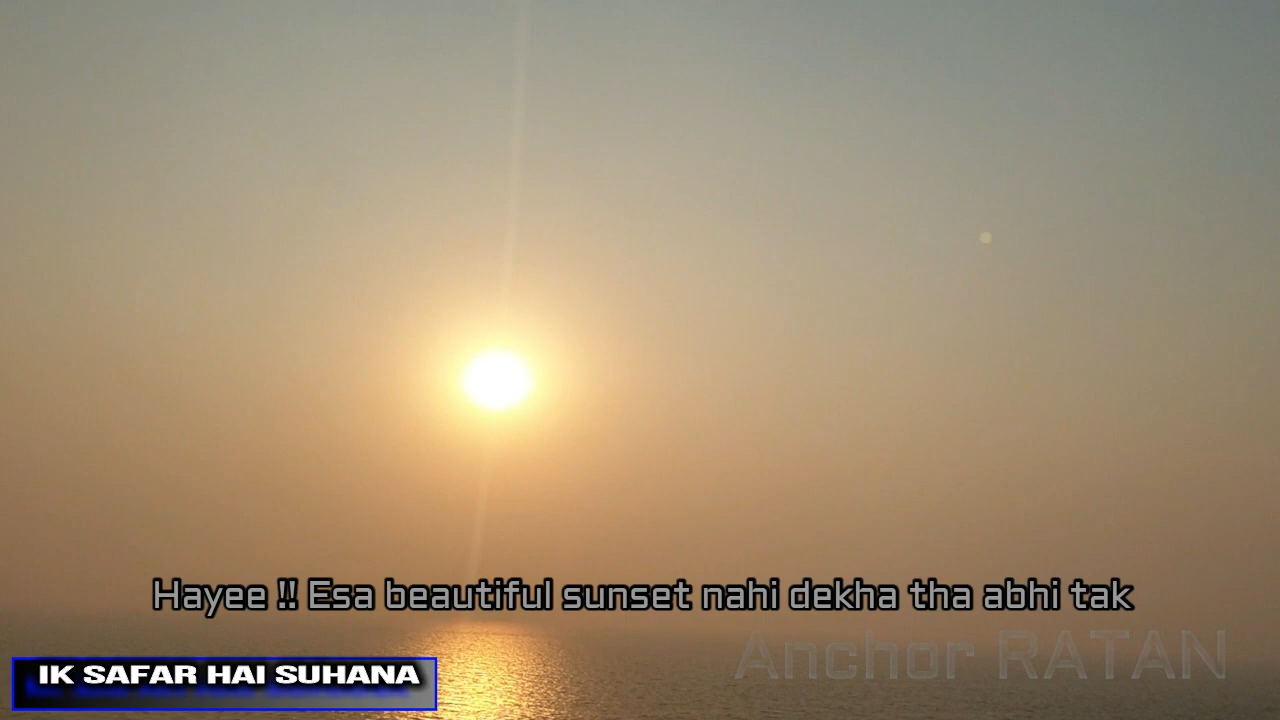 Hayee !! Esa beautiful sunset nahi dekha tha abhi tak
Anchor RATAN
IK SAFAR HAI SUHANA